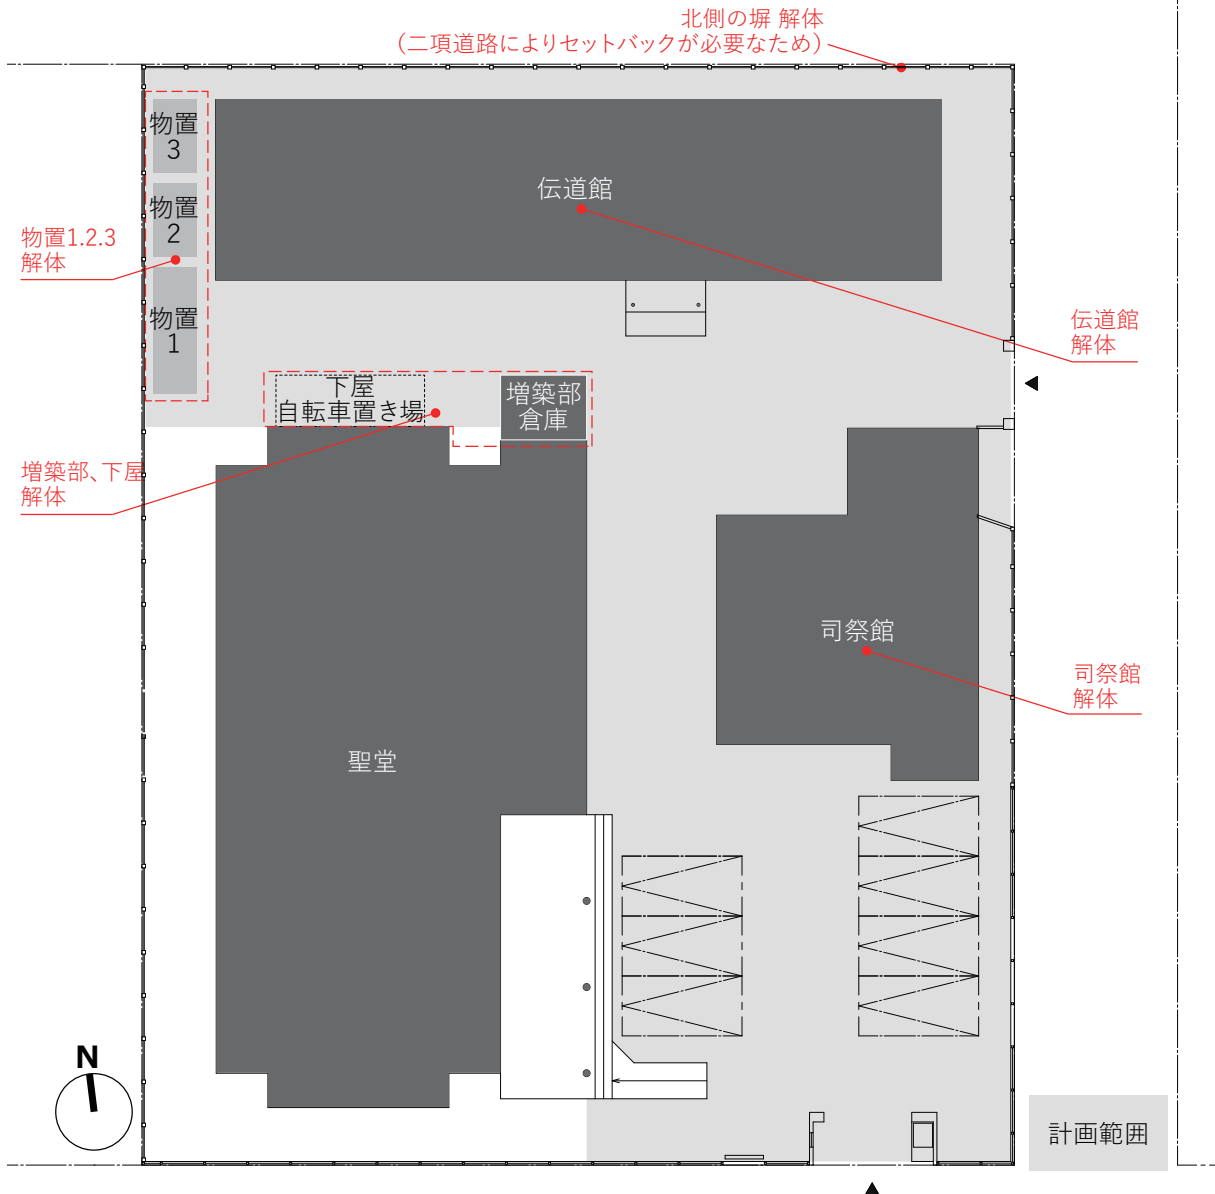 北側の塀 解体
（二項道路によりセットバックが必要なため）
物置
3
伝道館
物置
2
物置1.2.3
解体
物置
1
伝道館
解体
下屋
自転車置き場
増築部
倉庫
増築部、下屋
解体
司祭館
司祭館
解体
聖堂
N
計画範囲